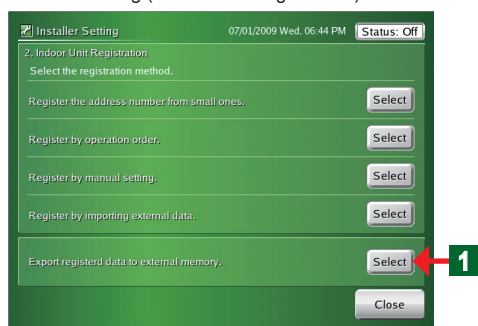 Installer Setting 07/01/2009 Wed. 06:44 PM Status: Off
2. Indoor Unit Registration
Select the registration method.
Register the address number from small ones. Select
Register by operation order. Select
Register by manual setting. Select
Register by importing external data. Select
Export registerd data to external memory. Select 1
Close